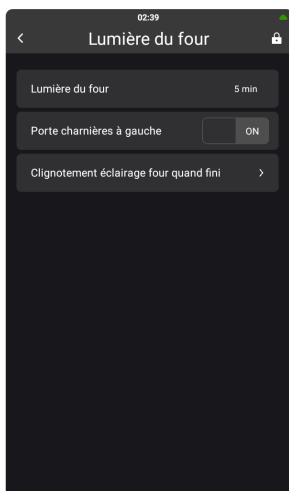 02:39
Lumière du four
Lumière du four 5 min
Porte charnières à gauche ON
Clignotement éclairage four quand fini